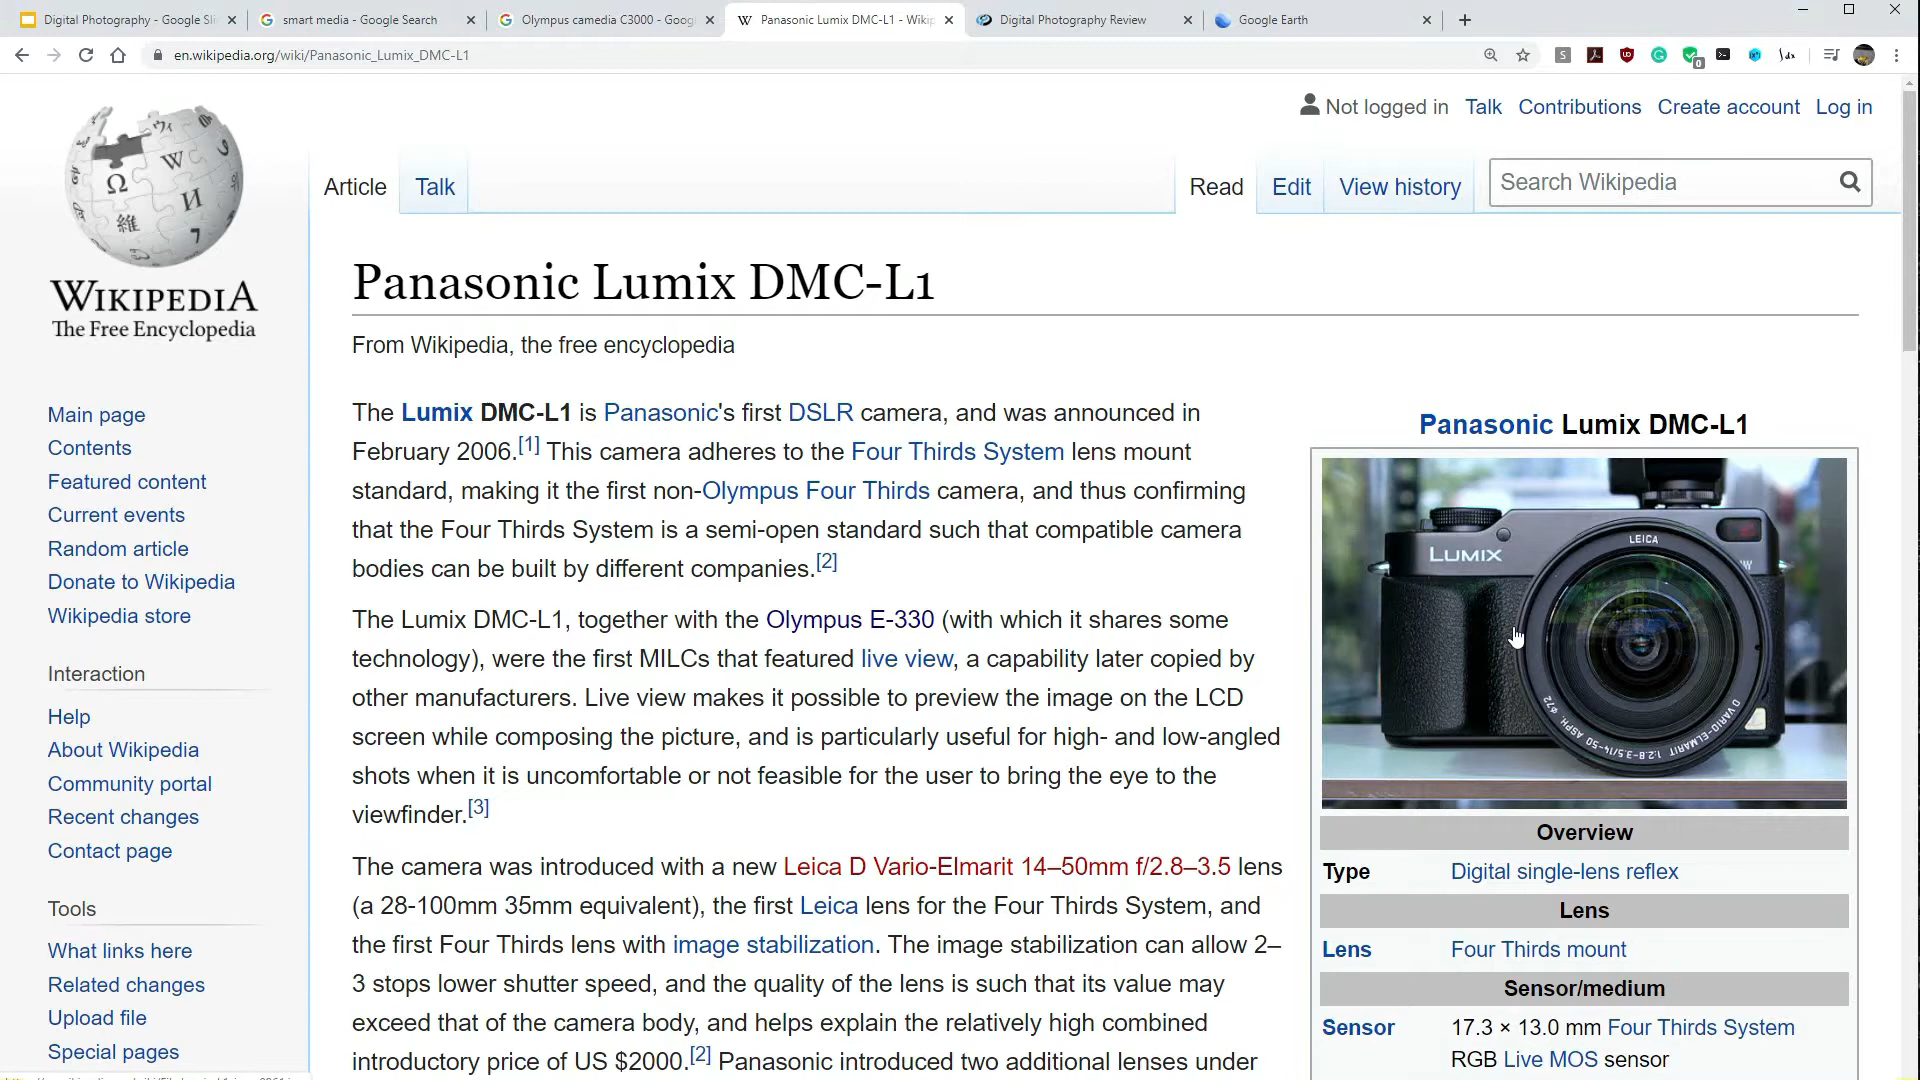 Digital Photography - Google Sli
smart media - Google Search
Olympus camedia C3000 - Goog
Panasonic Lumix DMC-L1 - Wikip
Digital Photography Review
Google Earth
en.wikipedia.org/wiki/Panasonic_Lumix_DMC-L1
Not logged in Talk Contributions Create account Log in
WIKIPEDIA
The Free Encyclopedia
Article Talk Read Edit View history Search Wikipedia
Panasonic Lumix DMC-L1
From Wikipedia, the free encyclopedia
Main page
Contents
Featured content
Current events
Random article
Donate to Wikipedia
Wikipedia store
Interaction
Help
About Wikipedia
Community portal
Recent changes
Contact page
Tools
What links here
Related changes
Upload file
Special pages
The Lumix DMC-L1 is Panasonic's first DSLR camera, and was announced in
February 2006.[1] This camera adheres to the Four Thirds System lens mount
standard, making it the first non-Olympus Four Thirds camera, and thus confirming
that the Four Thirds System is a semi-open standard such that compatible camera
bodies can be built by different companies.[2]
The Lumix DMC-L1, together with the Olympus E-330 (with which it shares some
technology), were the first MILCs that featured live view, a capability later copied by
other manufacturers. Live view makes it possible to preview the image on the LCD
screen while composing the picture, and is particularly useful for high- and low-angled
shots when it is uncomfortable or not feasible for the user to bring the eye to the
viewfinder.[3]
The camera was introduced with a new Leica D Vario-Elmarit 14–50mm f/2.8–3.5 lens
(a 28-100mm 35mm equivalent), the first Leica lens for the Four Thirds System, and
the first Four Thirds lens with image stabilization. The image stabilization can allow 2–
3 stops lower shutter speed, and the quality of the lens is such that its value may
exceed that of the camera body, and helps explain the relatively high combined
introductory price of US $2000.[2] Panasonic introduced two additional lenses under
Panasonic Lumix DMC-L1
LUMIX
LEICA
D VARIO-ELMARIT 1:2.8-3.5/14-50 ASPH. ø72
Overview
Type Digital single-lens reflex
Lens
Lens Four Thirds mount
Sensor/medium
Sensor 17.3 × 13.0 mm Four Thirds System
RGB Live MOS sensor